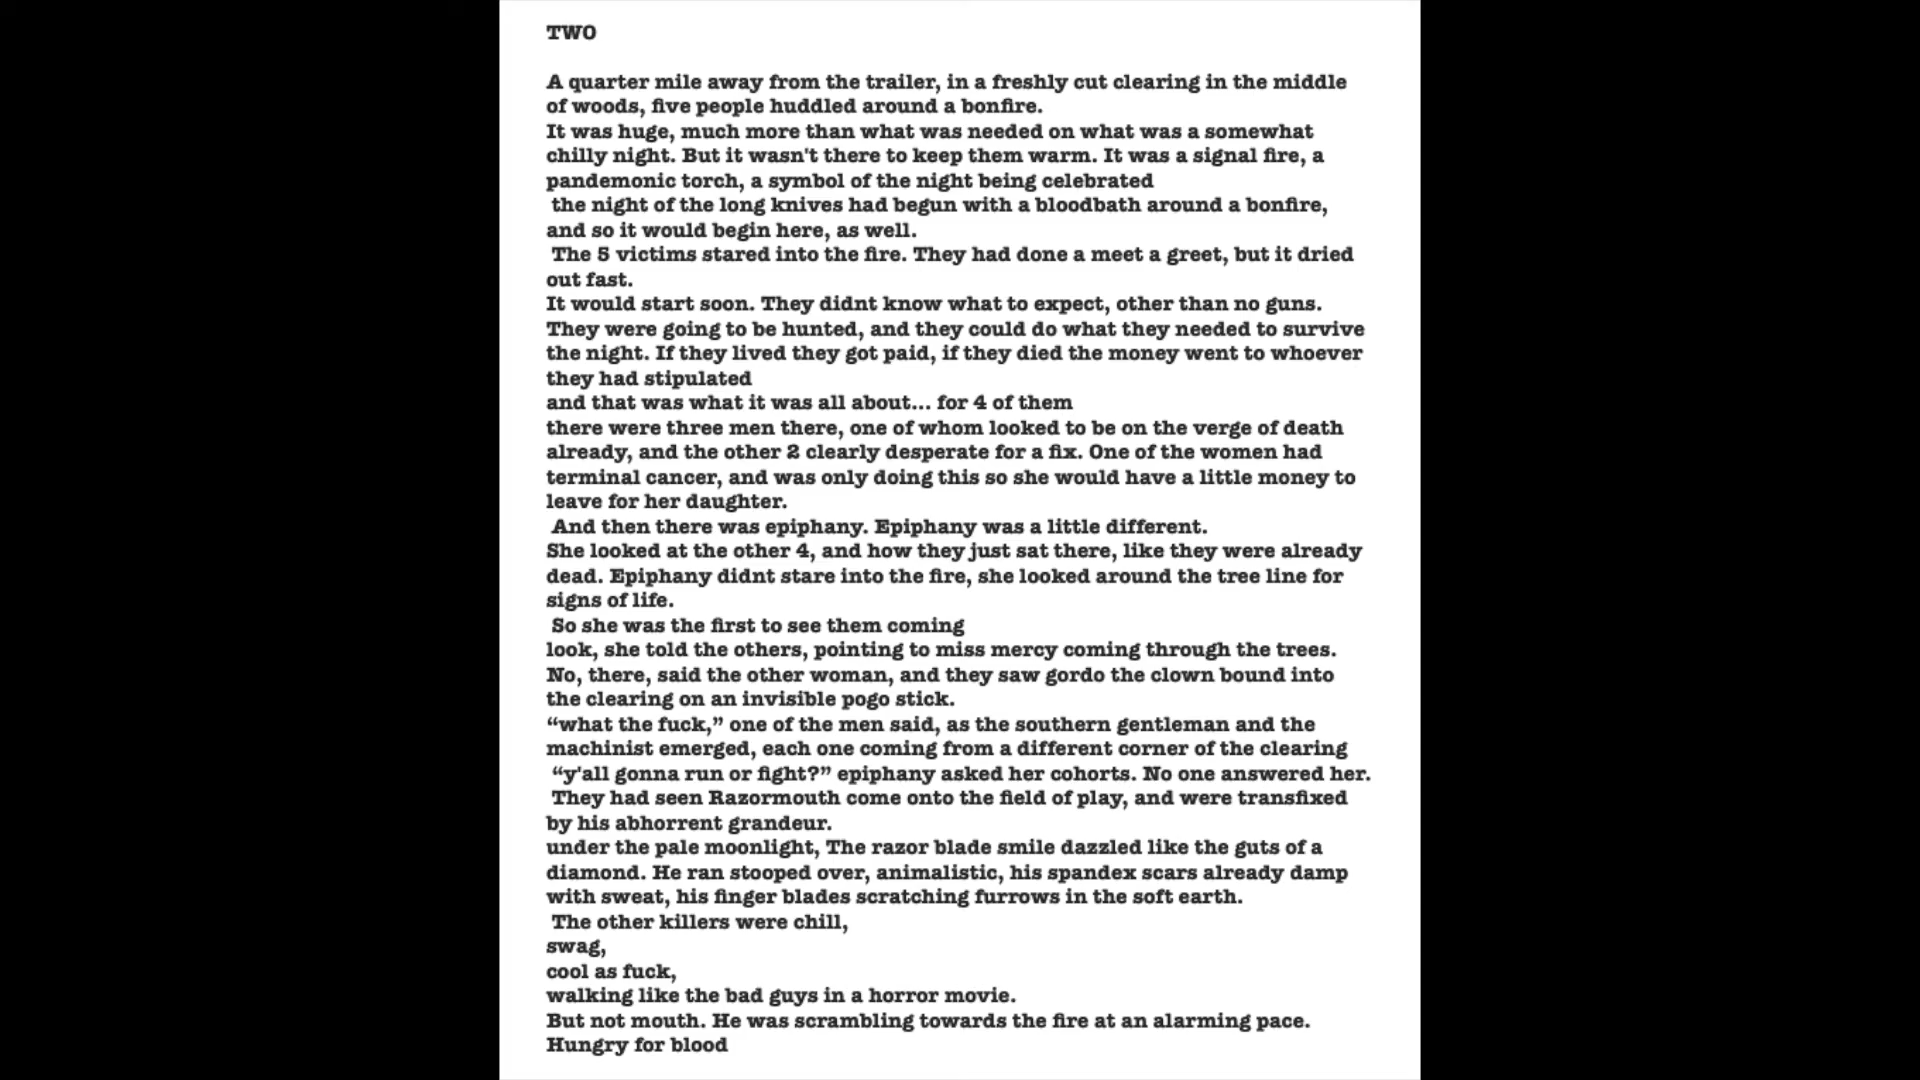 TWO
A quarter mile away from the trailer, in a freshly cut clearing in the middle
of woods, five people huddled around a bonfire.
It was huge, much more than what was needed on what was a somewhat
chilly night. But it wasn't there to keep them warm. It was a signal fire, a
pandemonic torch, a symbol of the night being celebrated
the night of the long knives had begun with a bloodbath around a bonfire,
and so it would begin here, as well.
The 5 victims stared into the fire. They had done a meet a greet, but it dried
out fast.
It would start soon. They didnt know what to expect, other than no guns.
They were going to be hunted, and they could do what they needed to survive
the night. If they lived they got paid, if they died the money went to whoever
they had stipulated
and that was what it was all about... for 4 of them
there were three men there, one of whom looked to be on the verge of death
already, and the other 2 clearly desperate for a fix. One of the women had
terminal cancer, and was only doing this so she would have a little money to
leave for her daughter.
And then there was epiphany. Epiphany was a little different.
She looked at the other 4, and how they just sat there, like they were already
dead. Epiphany didnt stare into the fire, she looked around the tree line for
signs of life.
So she was the first to see them coming
look, she told the others, pointing to miss mercy coming through the trees.
No, there, said the other woman, and they saw gordo the clown bound into
the clearing on an invisible pogo stick.
“what the fuck,” one of the men said, as the southern gentleman and the
machinist emerged, each one coming from a different corner of the clearing
“y'all gonna run or fight?” epiphany asked her cohorts. No one answered her.
They had seen Razormouth come onto the field of play, and were transfixed
by his abhorrent grandeur.
under the pale moonlight, The razor blade smile dazzled like the guts of a
diamond. He ran stooped over, animalistic, his spandex scars already damp
with sweat, his finger blades scratching furrows in the soft earth.
The other killers were chill,
swag,
cool as fuck,
walking like the bad guys in a horror movie.
But not mouth. He was scrambling towards the fire at an alarming pace.
Hungry for blood